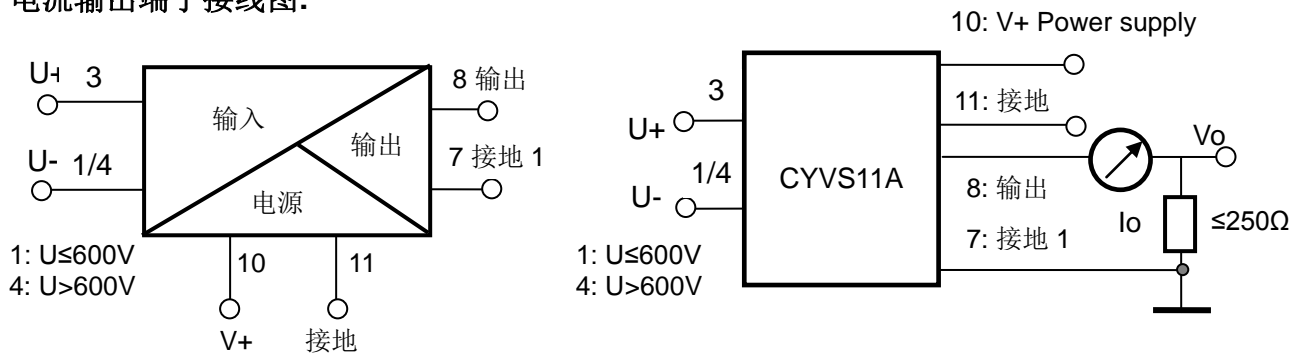 电流输出端子接线图:
U+ 3
8 输出
输入
输出
U- 1/4
7 接地 1
电源
1: U≤600V
4: U>600V
10
11
V+
接地
10: V+ Power supply
3
U+
11: 接地
Vo
1/4
CYVS11A
U-
8: 输出
Io
≤250Ω
7: 接地 1
1: U≤600V
4: U>600V